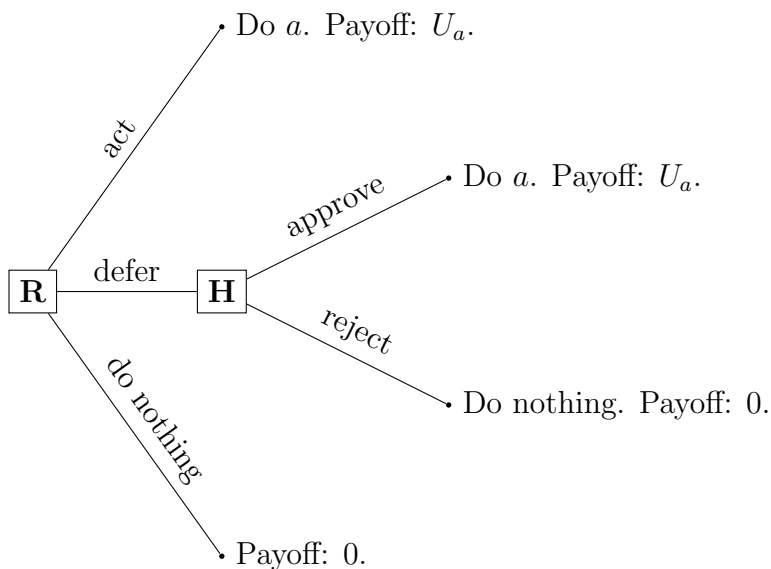 Do a. Payoff: U_a.
act
Do a. Payoff: U_a.
approve
R
defer
H
reject
do nothing
Do nothing. Payoff: 0.
Payoff: 0.